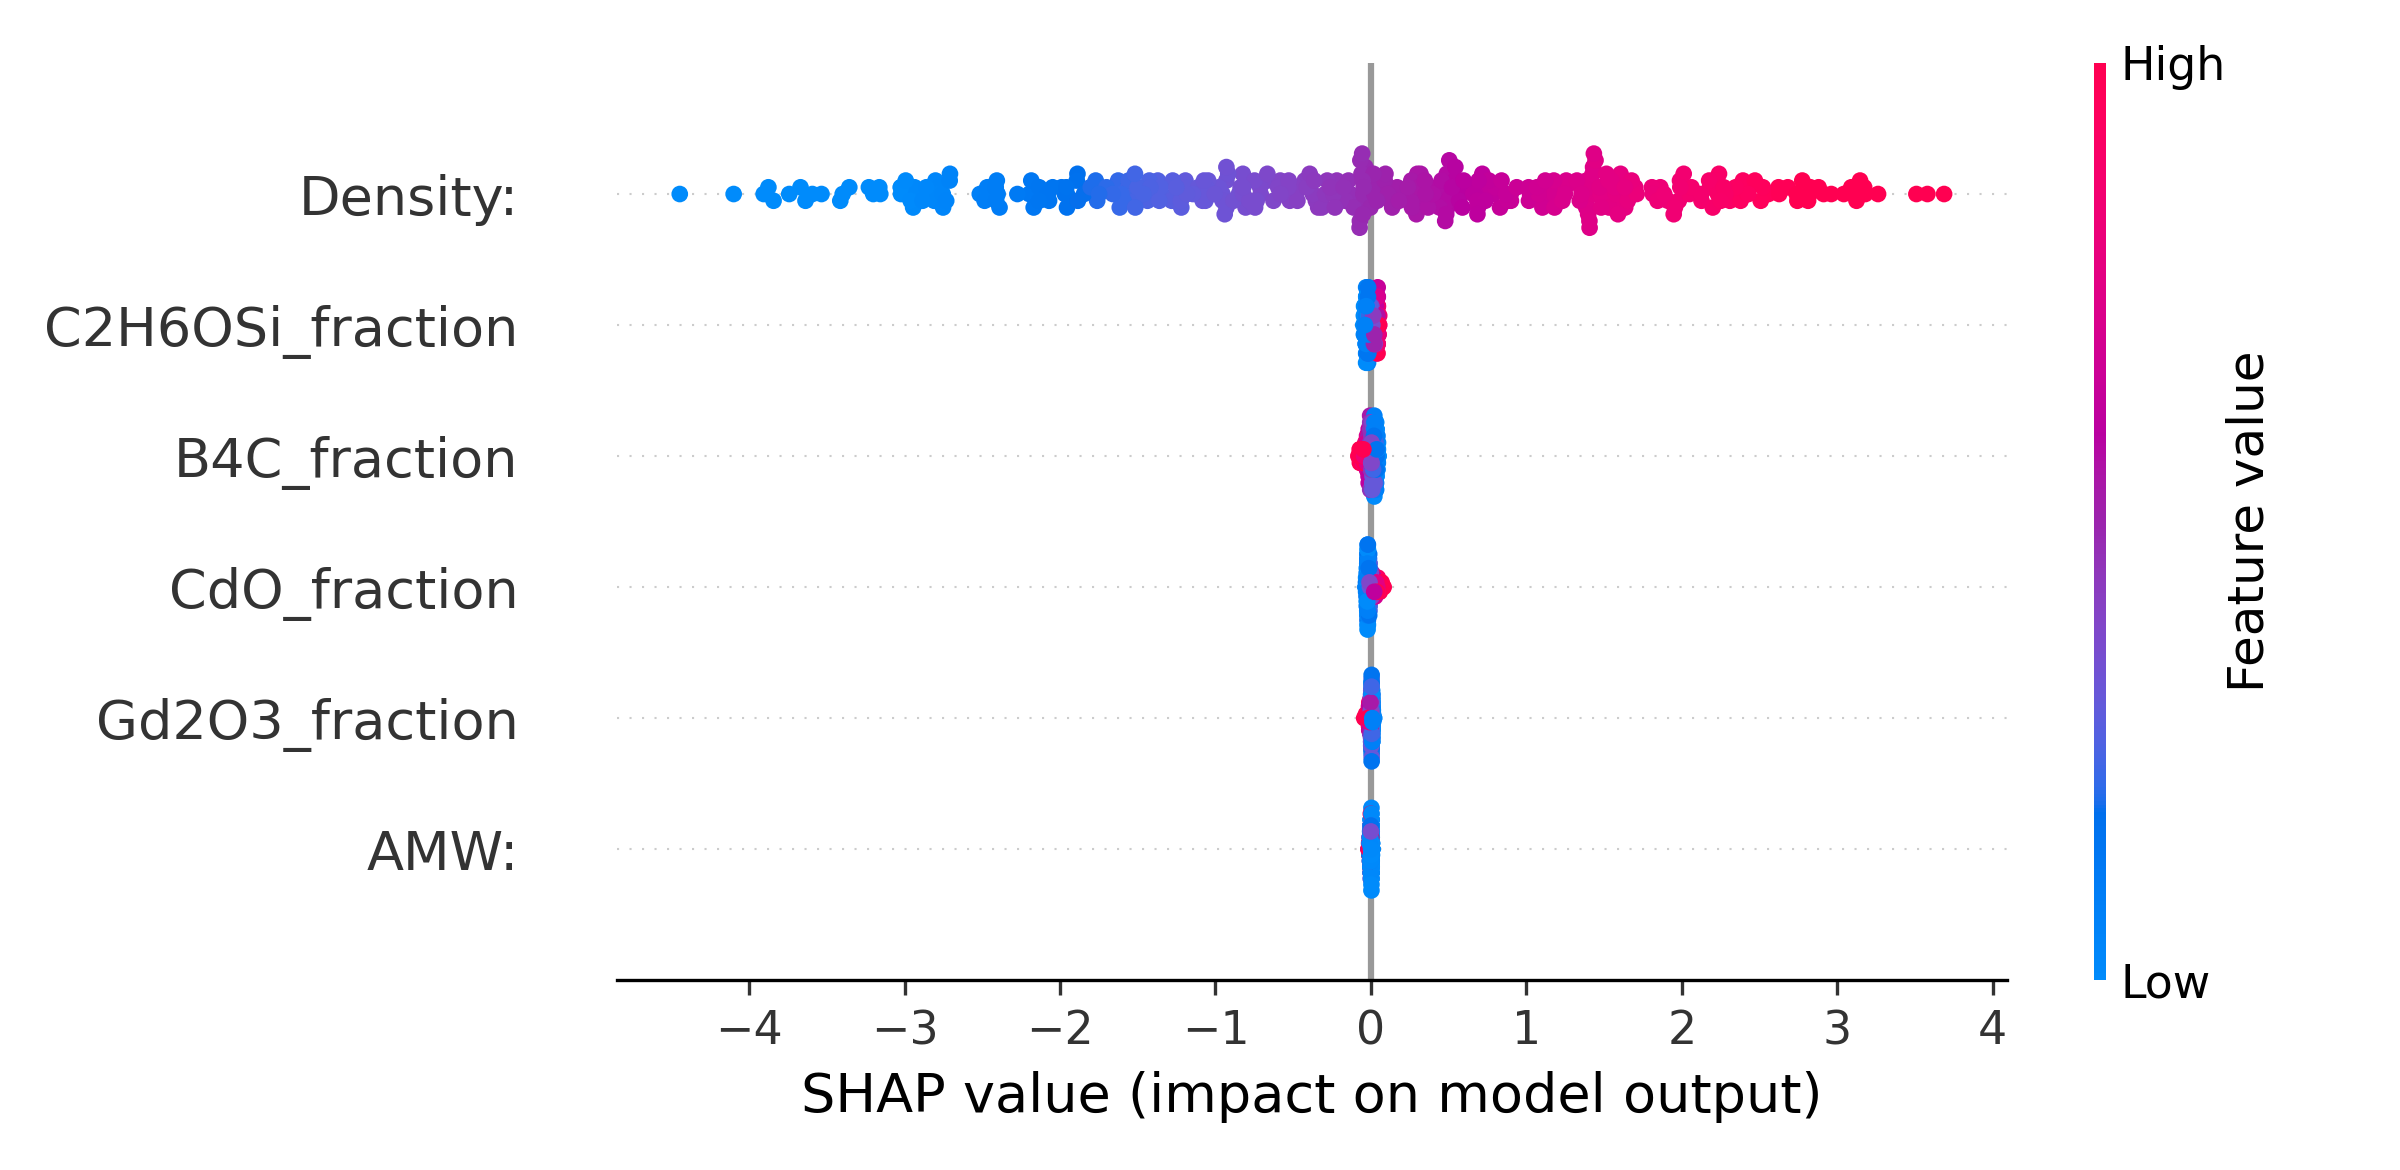 High
Density:
C2H6OSi_fraction
B4C_fraction
CdO_fraction
Gd2O3_fraction
AMW:
Feature value
Low
−4 −3 −2 −1 0 1 2 3 4
SHAP value (impact on model output)